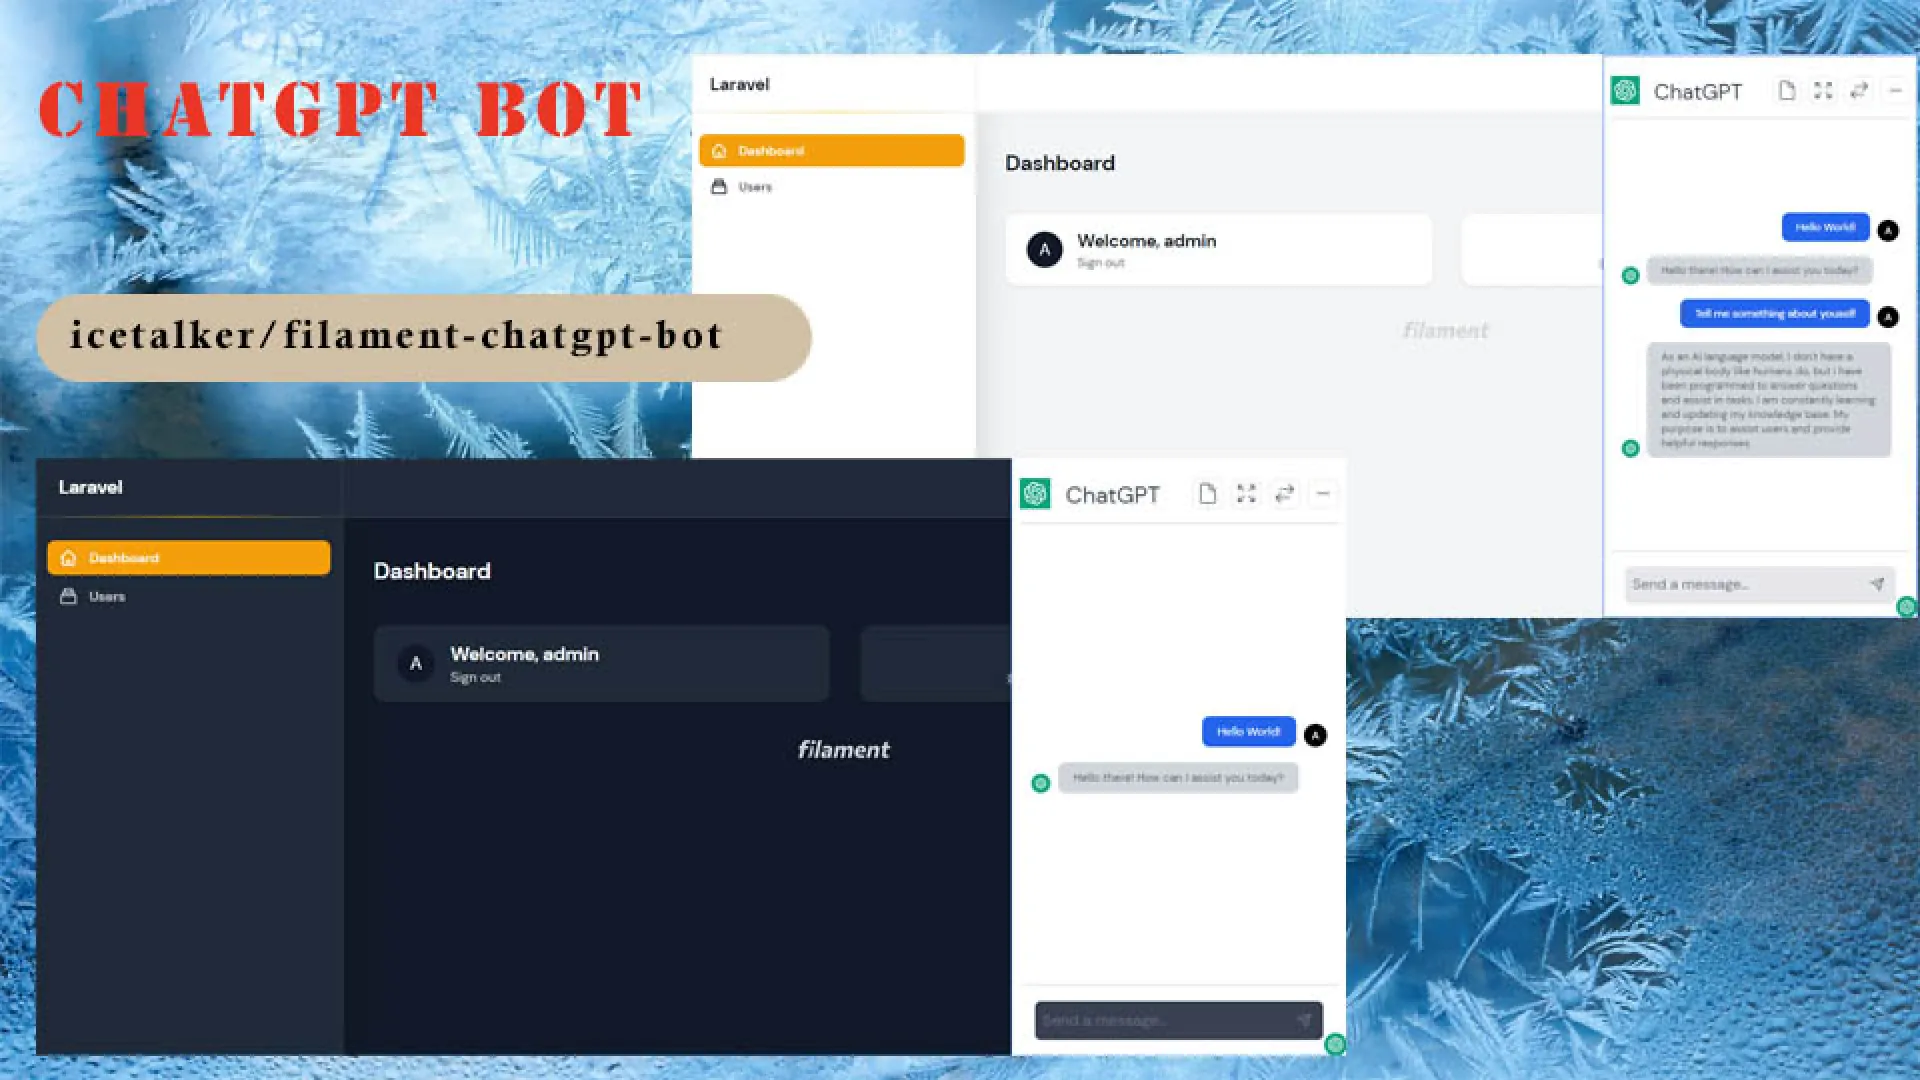 CHATGPT BOT
icetalker/filament-chatgpt-bot
Laravel
Dashboard
Users
Dashboard
A
Welcome, admin
Sign out
filament
ChatGPT
Hello World!
A
Hello there! How can I assist you today?
Tell me something about youself!
A
As an AI language model, I don't have a
physical body like humans do, but I have
been programmed to answer questions
and assist in tasks. I am constantly learning
and updating my knowledge base. My
purpose is to assist users and provide
helpful responses.
Send a message...
Laravel
Dashboard
Users
Dashboard
A
Welcome, admin
Sign out
filament
ChatGPT
Hello World!
A
Hello there! How can I assist you today?
Send a message...